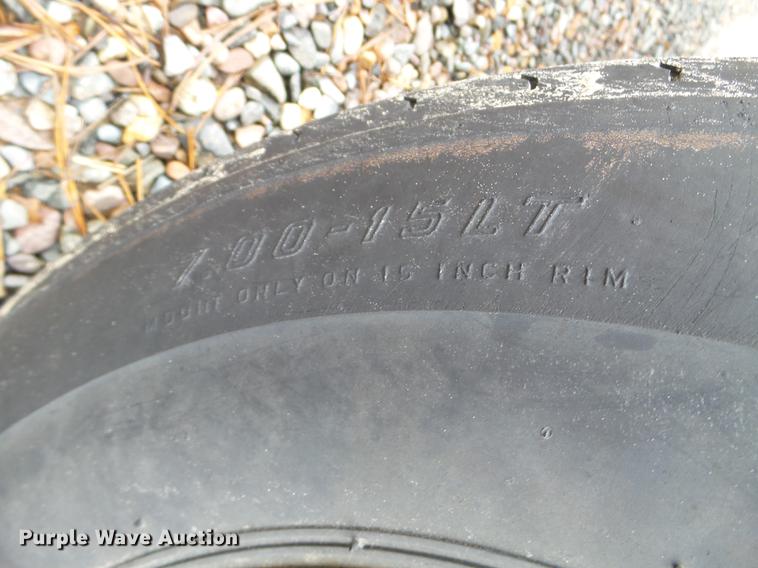 7.00-15LT
MOUNT ONLY ON 15 INCH RIM
Purple Wave Auction